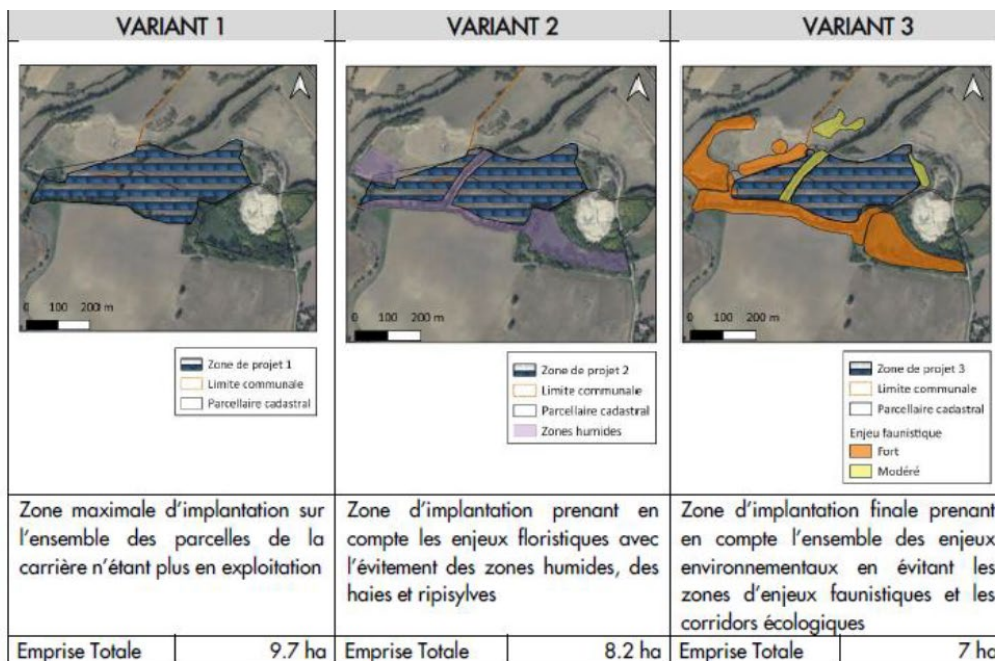 VARIANT 1
VARIANT 2
VARIANT 3
0 100 200 m
0 100 200 m
0 100 200 m
Zone de projet 1
Limite communale
Parcellaire cadastral
Zone de projet 2
Limite communale
Parcellaire cadastral
Zones humides
Zone de projet 3
Limite communale
Parcellaire cadastral
Enjeu faunistique
Fort
Modéré
Zone maximale d'implantation sur
l'ensemble des parcelles de la
carrière n'étant plus en exploitation
Zone d'implantation prenant en
compte les enjeux floristiques avec
l'évitement des zones humides, des
haies et ripisylves
Zone d'implantation finale prenant
en compte l'ensemble des enjeux
environnementaux en évitant les
zones d'enjeux faunistiques et les
corridors écologiques
Emprise Totale 9.7 ha
Emprise Totale 8.2 ha
Emprise Totale 7 ha